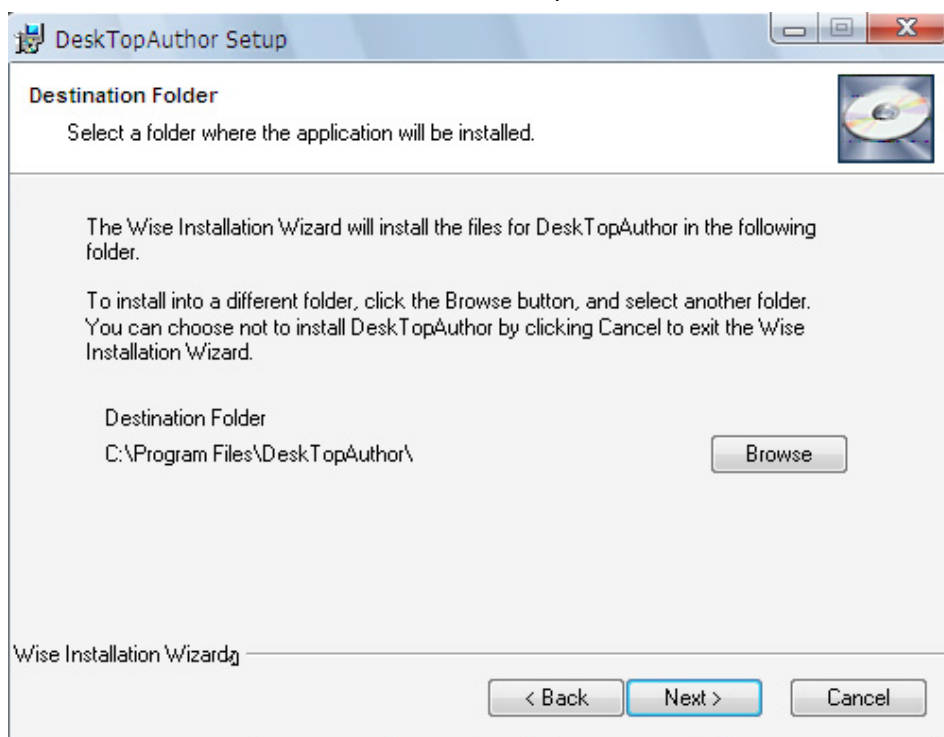 DeskTopAuthor Setup
Destination Folder
Select a folder where the application will be installed.
The Wise Installation Wizard will install the files for DeskTopAuthor in the following
folder.
To install into a different folder, click the Browse button, and select another folder.
You can choose not to install DeskTopAuthor by clicking Cancel to exit the Wise
Installation Wizard.
Destination Folder
C:\Program Files\DeskTopAuthor\
Browse
Wise Installation Wizard
< Back
Next >
Cancel